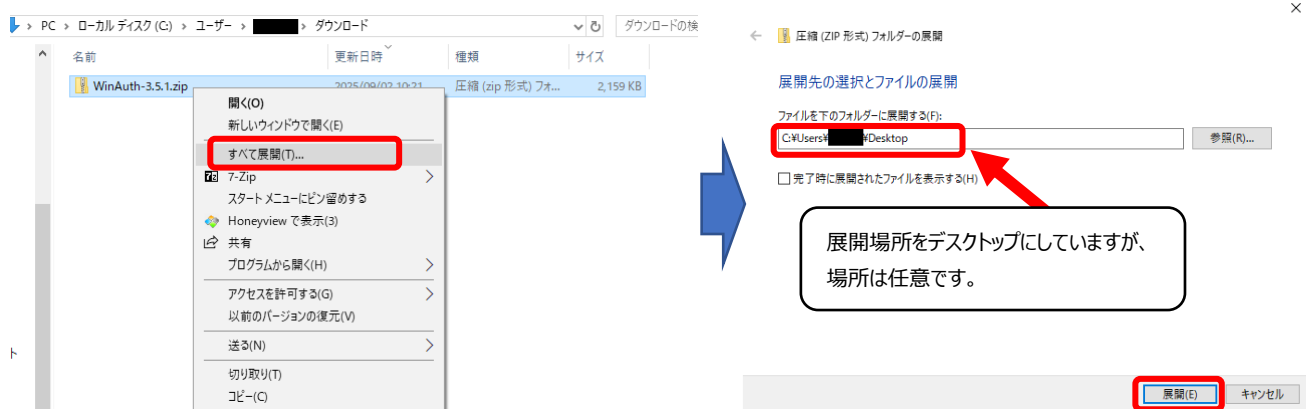 PC › ローカル ディスク (C:) › ユーザー › › ダウンロード
ダウンロードの検
名前 更新日時 種類 サイズ
WinAuth-3.5.1.zip 2025/09/02 10:21 圧縮 (zip 形式) フォ... 2,159 KB
開く(O)
新しいウィンドウで開く(E)
すべて展開(T)...
7-Zip
スタート メニューにピン留めする
Honeyview で表示(3)
共有
プログラムから開く(H)
アクセスを許可する(G)
以前のバージョンの復元(V)
送る(N)
切り取り(T)
コピー(C)
ト
圧縮 (ZIP 形式) フォルダーの展開
展開先の選択とファイルの展開
ファイルを下のフォルダーに展開する(F):
C:¥Users¥ ¥Desktop
参照(R)...
完了時に展開されたファイルを表示する(H)
展開場所をデスクトップにしていますが、
場所は任意です。
展開(E) キャンセル